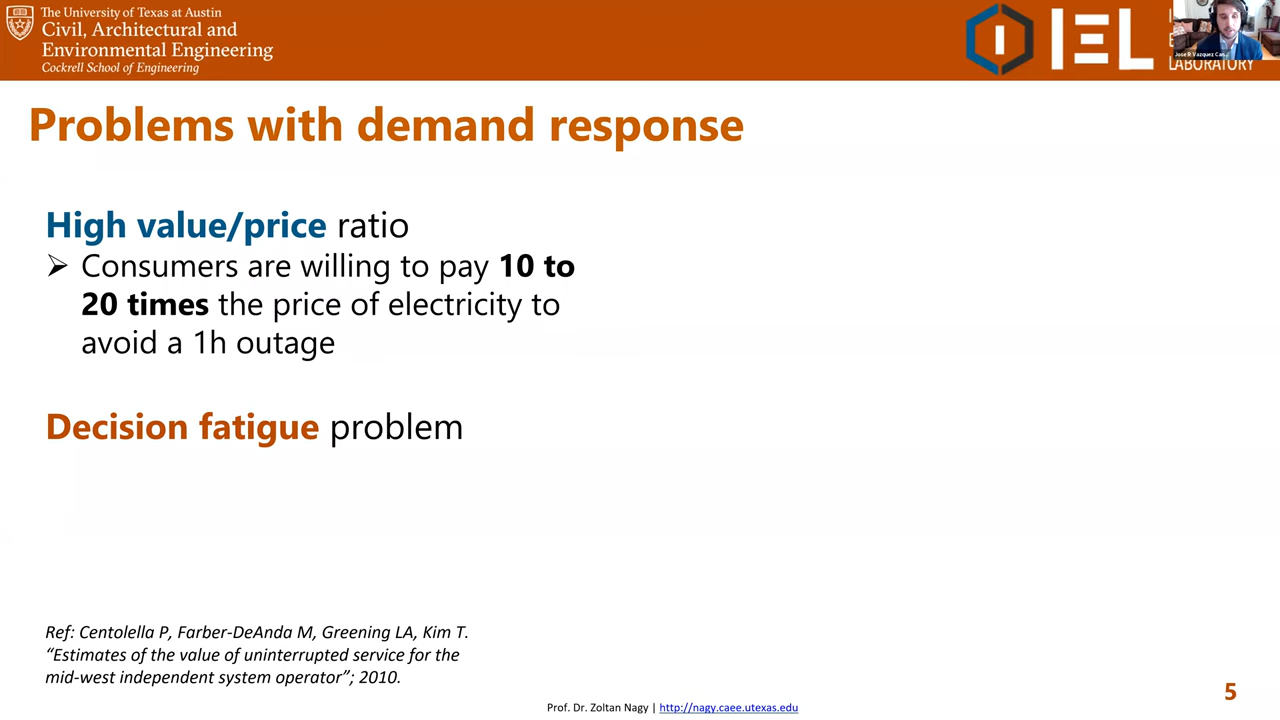 The University of Texas at Austin
Civil, Architectural and
Environmental Engineering
Cockrell School of Engineering
IEL
LABORATORY
Problems with demand response
High value/price ratio
➢ Consumers are willing to pay 10 to
20 times the price of electricity to
avoid a 1h outage
Decision fatigue problem
Ref: Centolella P, Farber-DeAnda M, Greening LA, Kim T.
“Estimates of the value of uninterrupted service for the
mid-west independent system operator”; 2010.
Prof. Dr. Zoltan Nagy | http://nagy.caee.utexas.edu
5